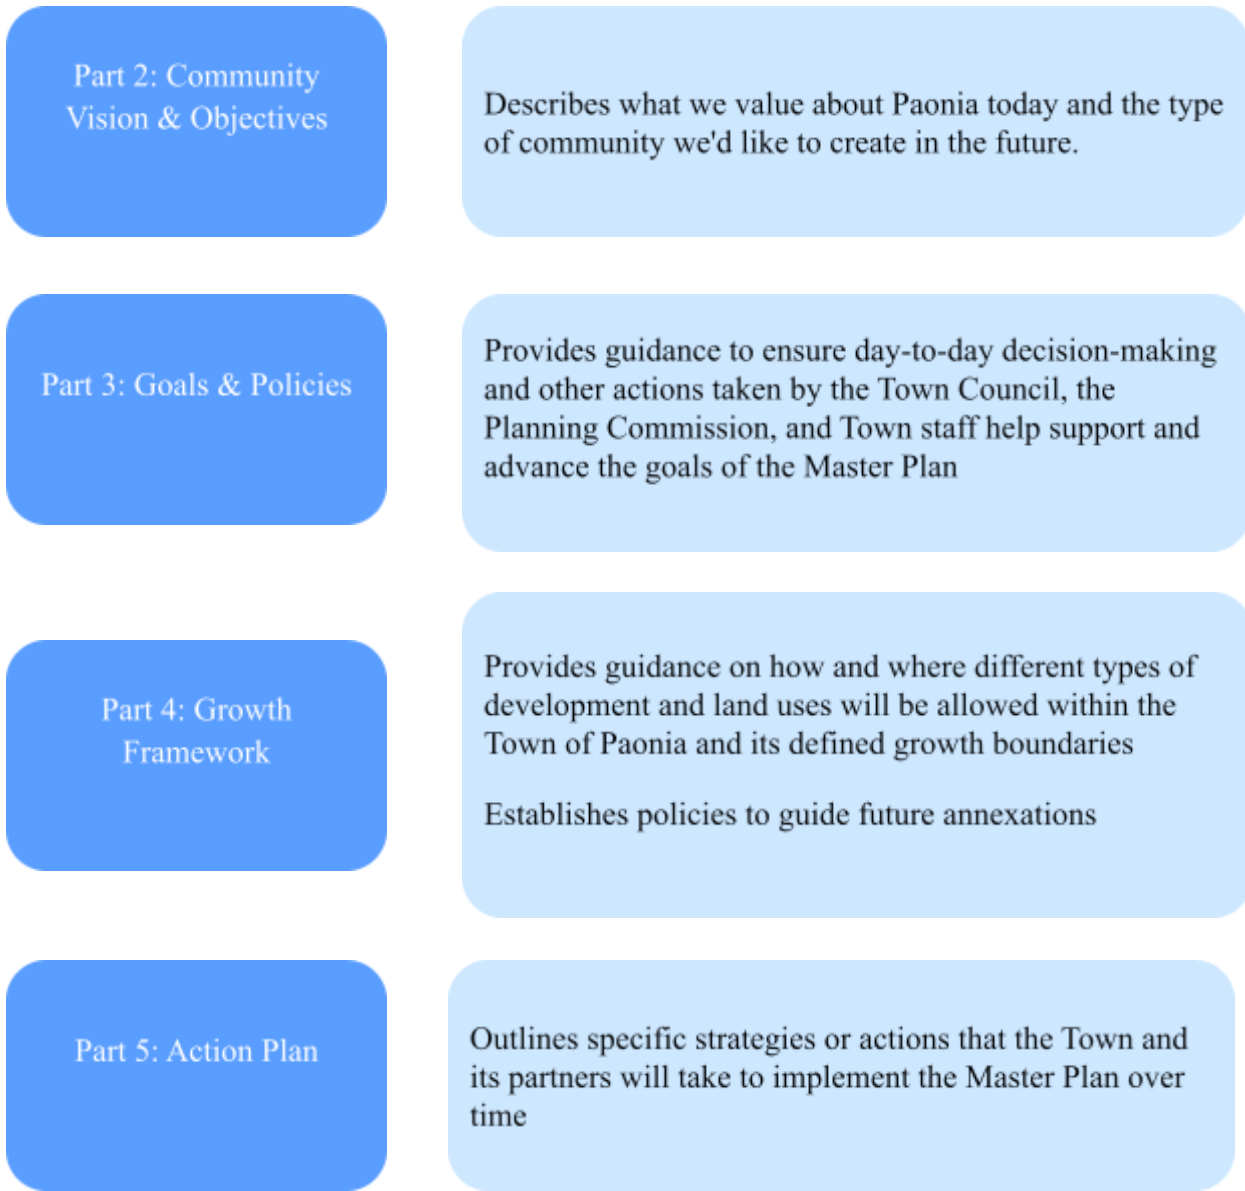 Part 2: Community
Vision & Objectives
Describes what we value about Paonia today and the type
of community we'd like to create in the future.
Part 3: Goals & Policies
Provides guidance to ensure day-to-day decision-making
and other actions taken by the Town Council, the
Planning Commission, and Town staff help support and
advance the goals of the Master Plan
Part 4: Growth
Framework
Provides guidance on how and where different types of
development and land uses will be allowed within the
Town of Paonia and its defined growth boundaries
Establishes policies to guide future annexations
Part 5: Action Plan
Outlines specific strategies or actions that the Town and
its partners will take to implement the Master Plan over
time